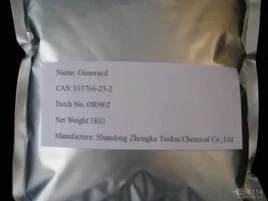 Name: Gimeracil
CAS: 103766-25-2
Batch No.:080902
Net Weight:1KG
Manufacture: Shandong Zhongke Taidou Chemical Co., Ltd